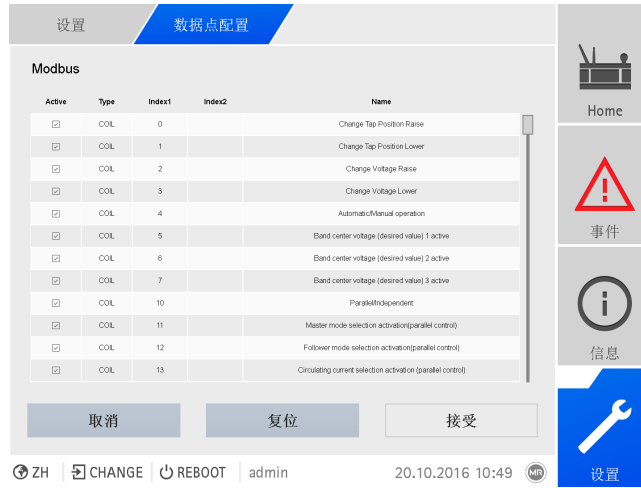 设置 数据点配置
Modbus
Active Type Index1 Index2 Name
COIL 0 Change Tap Position Raise
COIL 1 Change Tap Position Lower
COIL 2 Change Voltage Raise
COIL 3 Change Voltage Lower
COIL 4 Automatic/Manual operation
COIL 5 Band center voltage (desired value) 1 active
COIL 6 Band center voltage (desired value) 2 active
COIL 7 Band center voltage (desired value) 3 active
COIL 10 Parallel/Independent
COIL 11 Master mode selection activation(parallel control)
COIL 12 Follower mode selection activation(parallel control)
COIL 13 Circulating current selection activation (parallel control)
取消 复位 接受
ZH CHANGE REBOOT admin 20.10.2016 10:49 MR
Home
事件
信息
设置